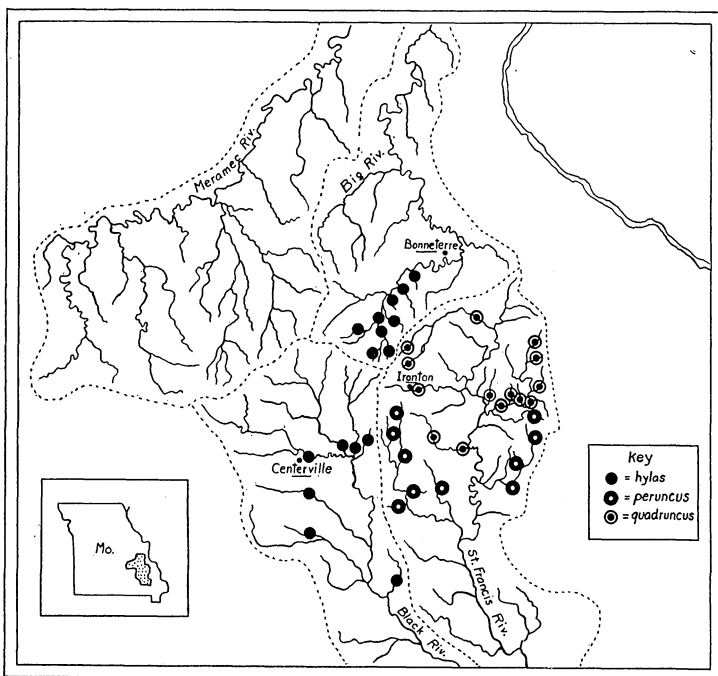 Meramec Riv.
Big Riv.
Bonneterre
Ironton
Centerville
Key
= hylas
= peruncus
= quadruncus
Mo.
St. Francis Riv.
Black Riv.